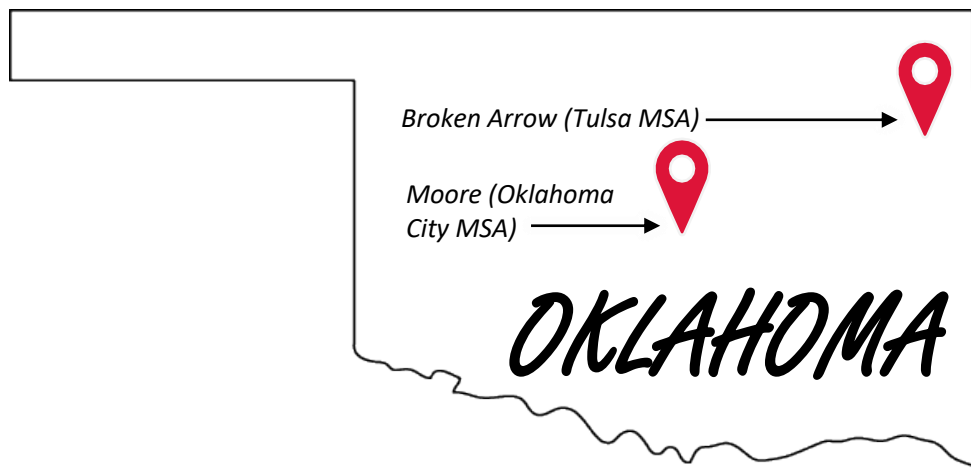 Broken Arrow (Tulsa MSA)
Moore (Oklahoma
City MSA)
OKLAHOMA